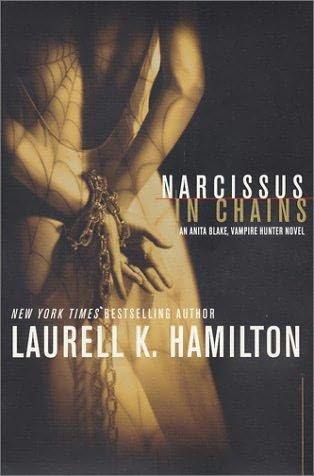 NARCISSUS
IN CHAINS
AN ANITA BLAKE, VAMPIRE HUNTER NOVEL
NEW YORK TIMES BESTSELLING AUTHOR
LAURELL K. HAMILTON